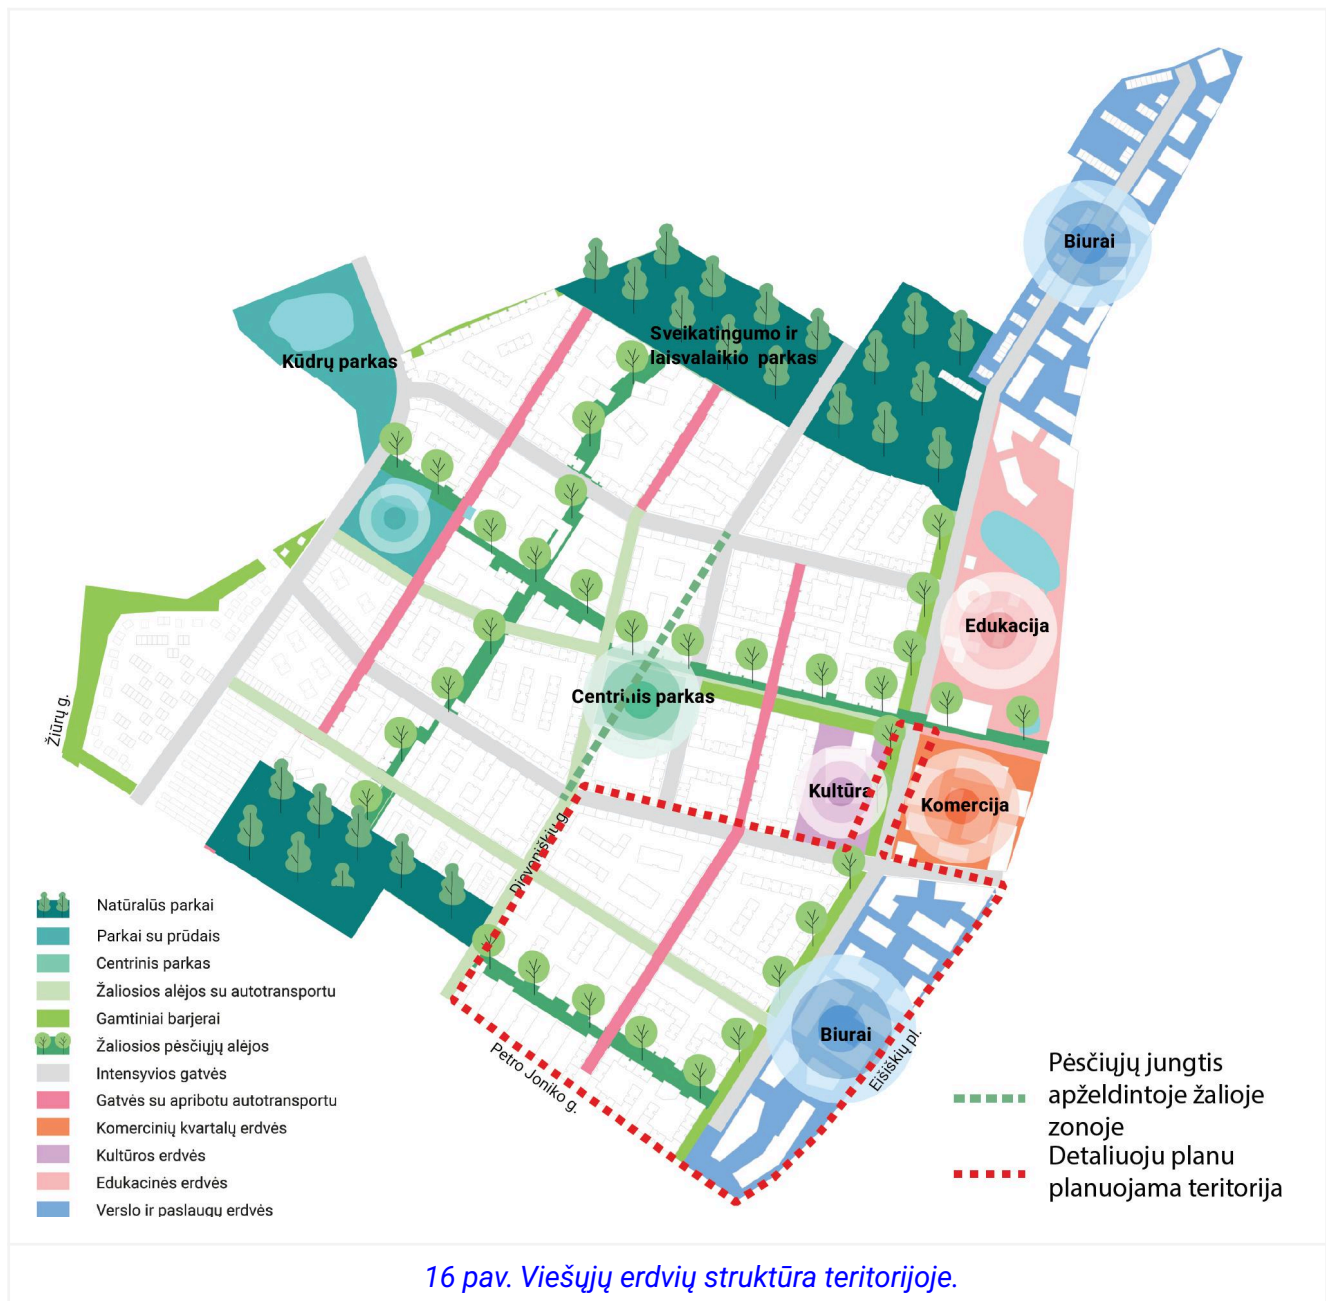 Biurai
Sveikatingumo ir
laisvalaikio parkas
Kūdrų parkas
Edukacija
Centrinis parkas
Žiūrų g.
Kultūra
Komercija
Dieveniškių g.
Biurai
Eišiškių pl.
Petro Joniko g.
Natūralūs parkai
Parkai su prūdais
Centrinis parkas
Žaliosios alėjos su autotransportu
Gamtiniai barjerai
Žaliosios pėsčiųjų alėjos
Intensyvios gatvės
Gatvės su apribotu autotransportu
Komercinių kvartalų erdvės
Kultūros erdvės
Edukacinės erdvės
Verslo ir paslaugų erdvės
Pėsčiųjų jungtis
apželdintoje žalioje
zonoje
Detaliuoju planu
planuojama teritorija
16 pav. Viešųjų erdvių struktūra teritorijoje.